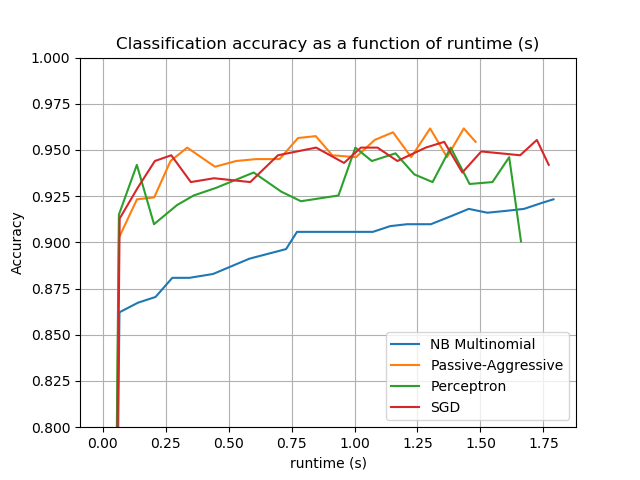 Classification accuracy as a function of runtime (s)
1.000
0.975
0.950
0.925
0.900
0.875
0.850
0.825
0.800
Accuracy
NB Multinomial
Passive-Aggressive
Perceptron
SGD
0.00 0.25 0.50 0.75 1.00 1.25 1.50 1.75
runtime (s)